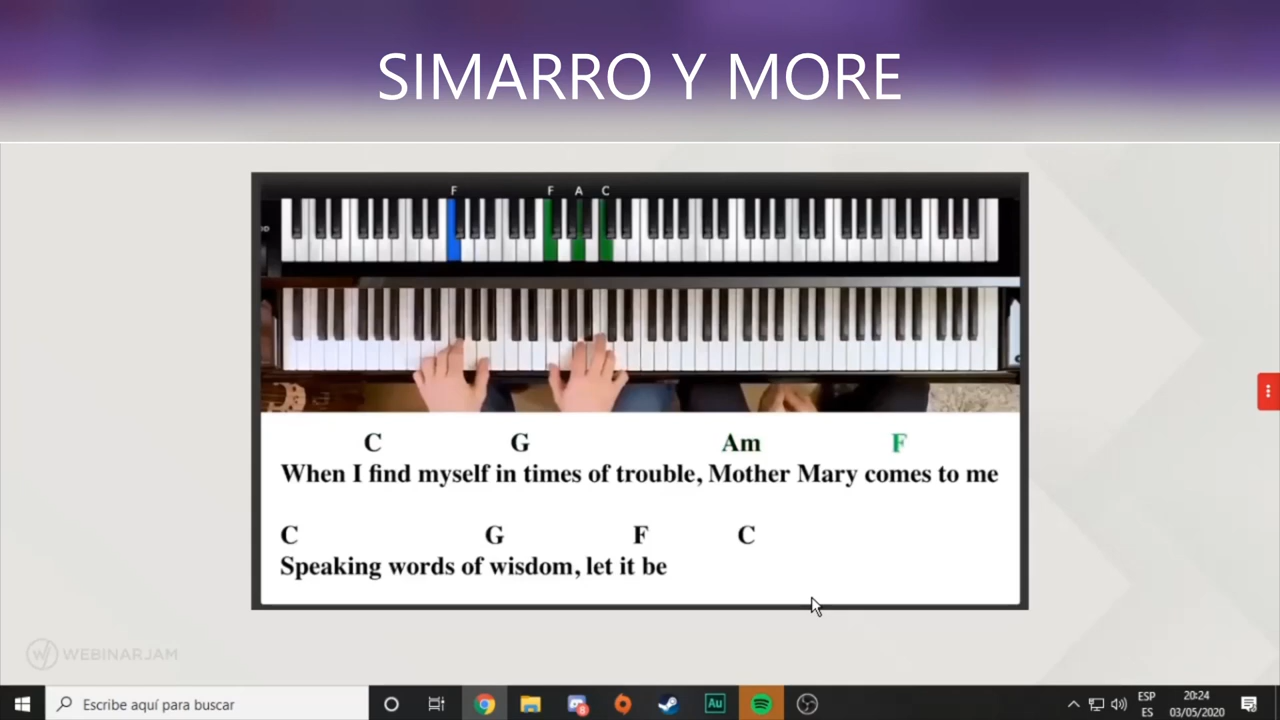 SIMARRO Y MORE
F F A C
C G Am F
When I find myself in times of trouble, Mother Mary comes to me
C G F C
Speaking words of wisdom, let it be
WEBINARJAM
Escribe aquí para buscar
Au
ESP
ES
20:24
03/05/2020